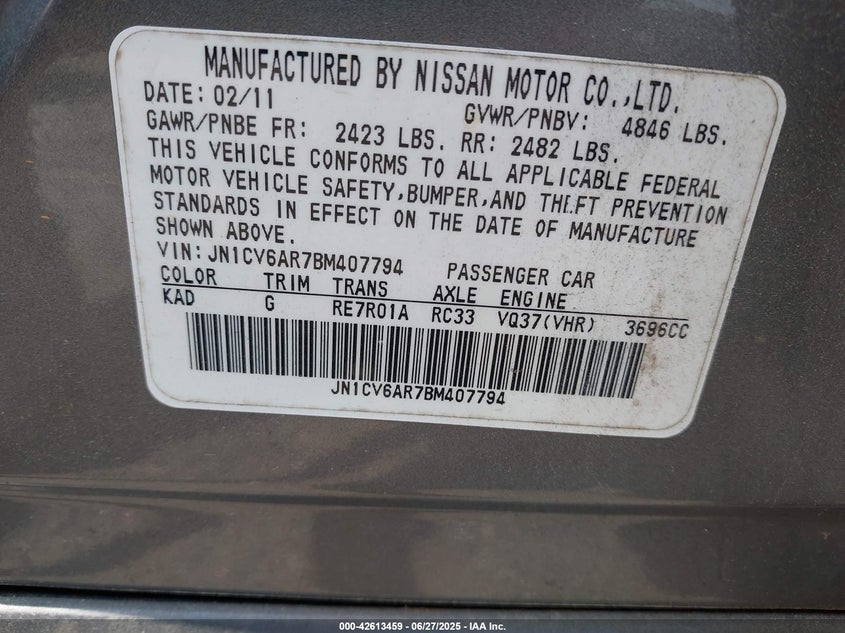 MANUFACTURED BY NISSAN MOTOR CO.,LTD.
DATE: 02/11 GVWR/PNBV: 4846 LBS.
GAWR/PNBE FR: 2423 LBS. RR: 2482 LBS.
THIS VEHICLE CONFORMS TO ALL APPLICABLE FEDERAL
MOTOR VEHICLE SAFETY,BUMPER,AND THEFT PREVENTION
STANDARDS IN EFFECT ON THE DATE OF MANUFACTURE
SHOWN ABOVE.
VIN:JN1CV6AR7BM407794 PASSENGER CAR
COLOR TRIM TRANS AXLE ENGINE
KAD G RE7R01A RC33 VQ37(VHR) 3696CC
JN1CV6AR7BM407794
000-42613459 - 06/27/2025 - IAA Inc.